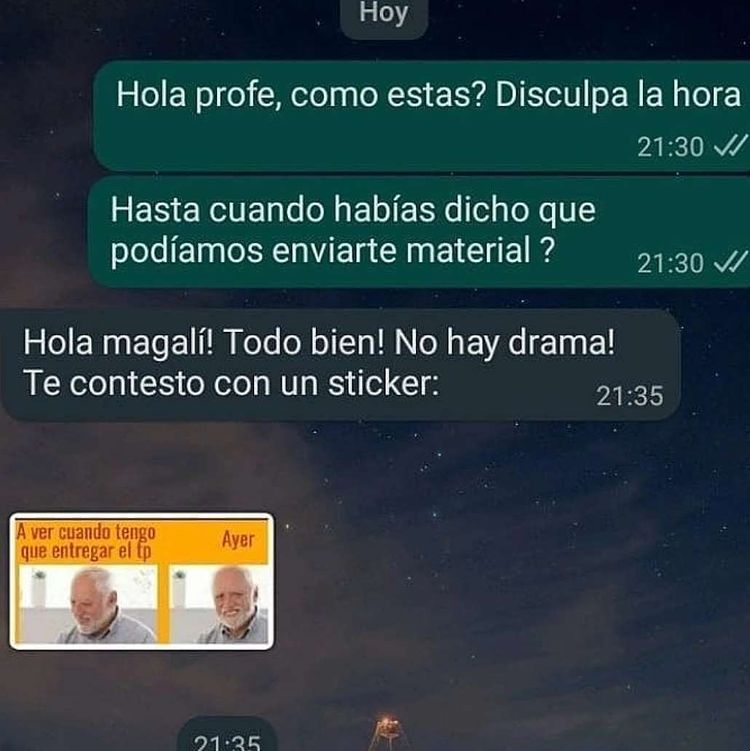 Hoy
Hola profe, como estas? Disculpa la hora
21:30
Hasta cuando habías dicho que
podíamos enviarte material ?
21:30
Hola magalí! Todo bien! No hay drama!
Te contesto con un sticker:
21:35
A ver cuando tengo
que entregar el tp
Ayer
21:35